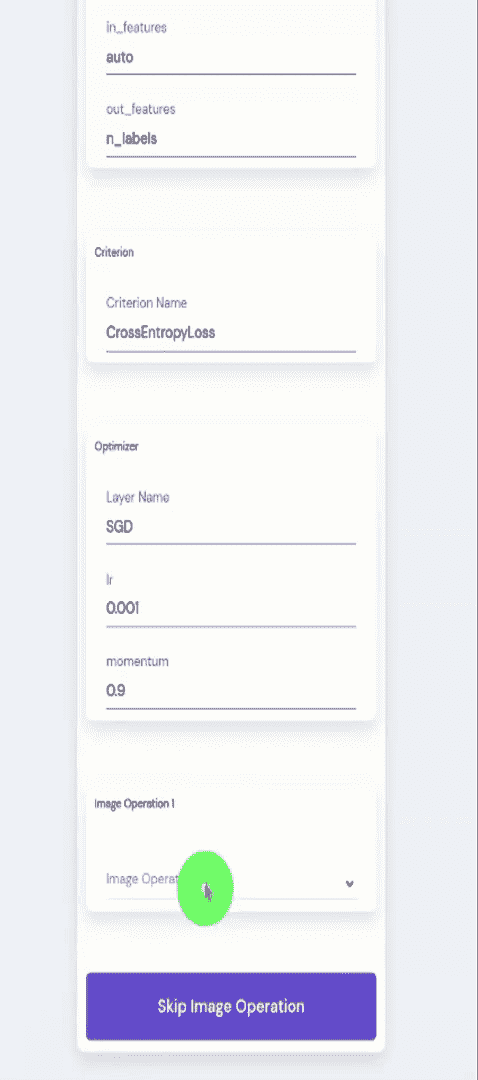 in_features
auto
out_features
n_labels
Criterion
Criterion Name
CrossEntropyLoss
Optimizer
Layer Name
SGD
lr
0.001
momentum
0.9
Image Operation 1
Image Operat
Skip Image Operation